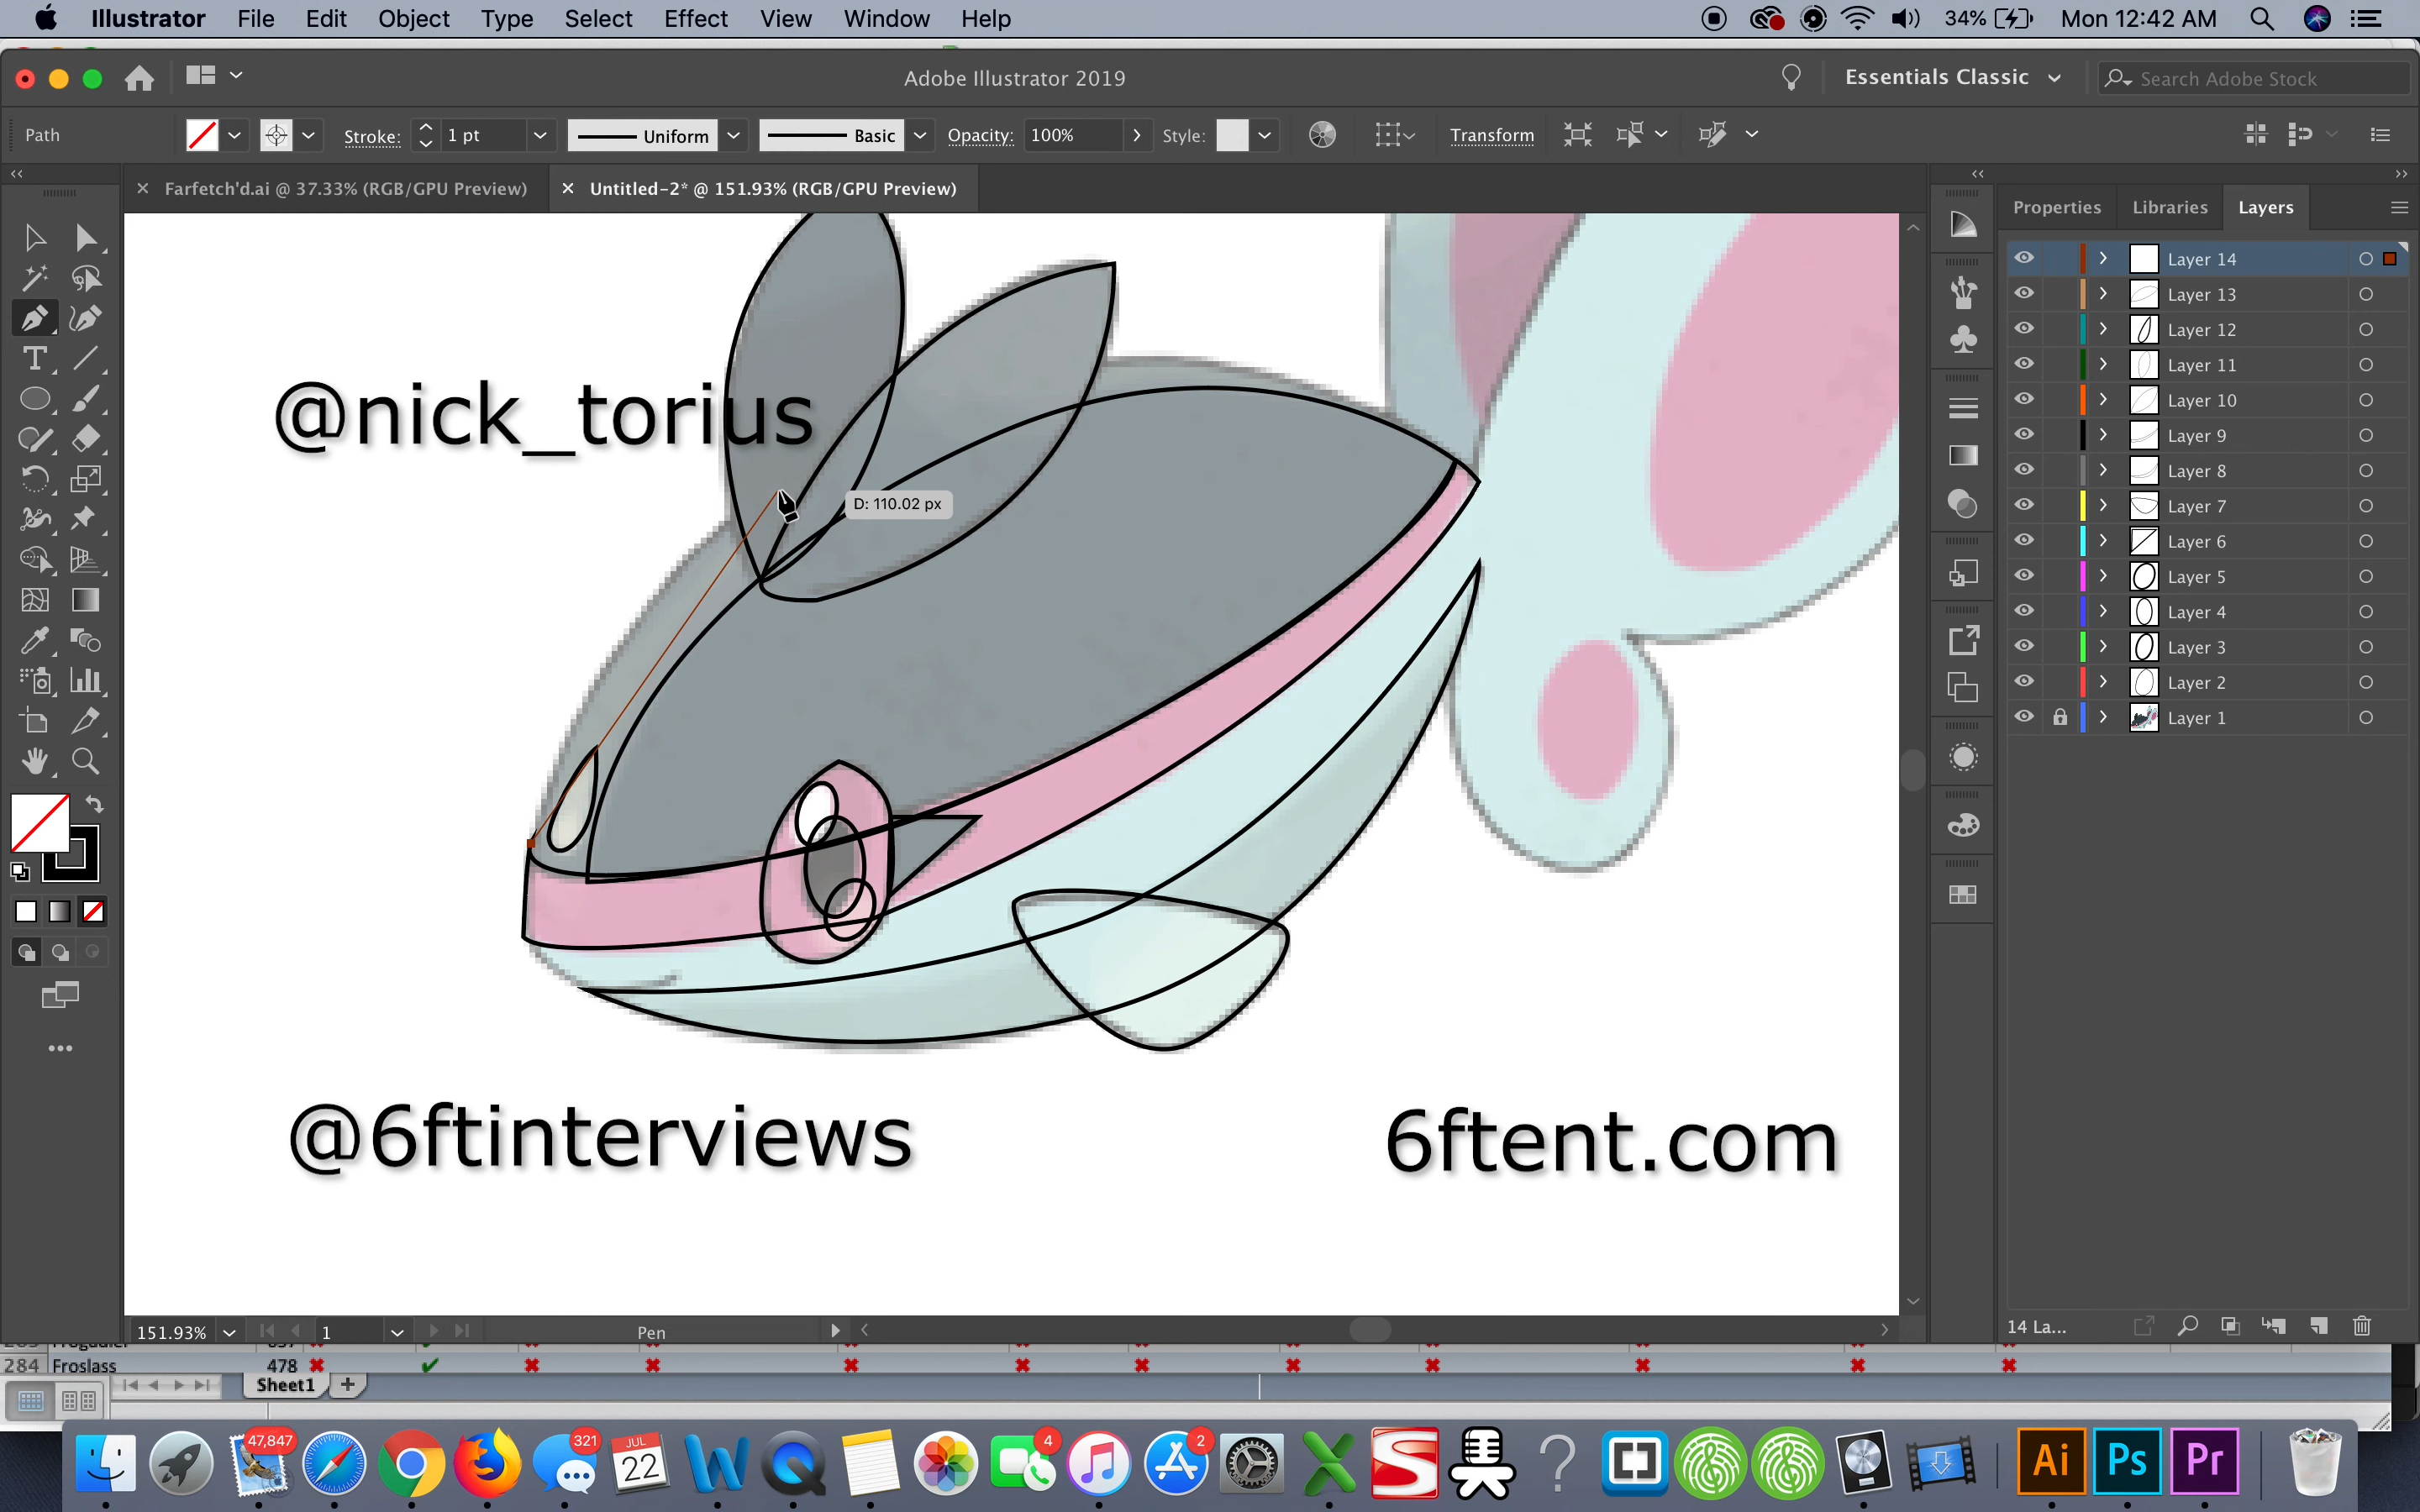 Illustrator File Edit Object Type Select Effect View Window Help 34% Mon 12:42 AM
Adobe Illustrator 2019 Essentials Classic Search Adobe Stock
Path Stroke: 1 pt Uniform Basic Opacity: 100% Style: Transform
Farfetch'd.ai @ 37.33% (RGB/GPU Preview) Untitled-2* @ 151.93% (RGB/GPU Preview)
Properties Libraries Layers
Layer 14
Layer 13
Layer 12
Layer 11
Layer 10
Layer 9
Layer 8
Layer 7
Layer 6
Layer 5
Layer 4
Layer 3
Layer 2
Layer 1
@nick_torius
D: 110.02 px
@6ftinterviews
6ftent.com
151.93% 1 Pen 14 La...
284 Froslass 478
Sheet1
47,847 321 JUL 22 4 2
Ai Ps Pr